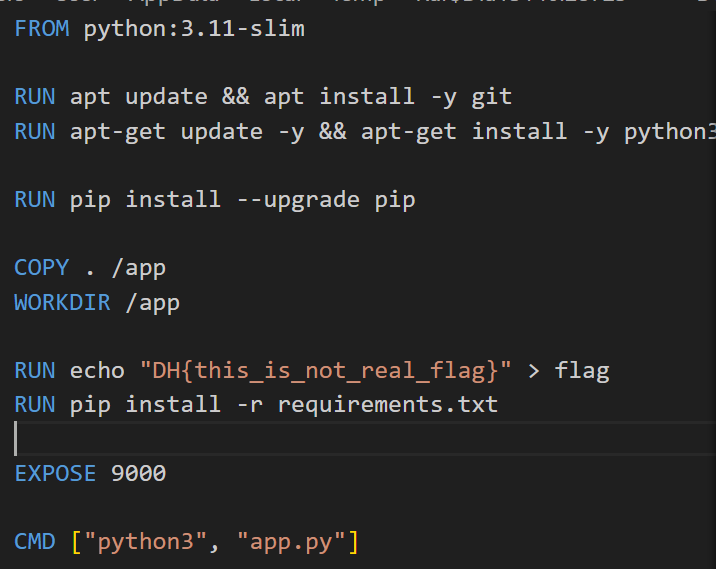 FROM python:3.11-slim
RUN apt update && apt install -y git
RUN apt-get update -y && apt-get install -y python3
RUN pip install --upgrade pip
COPY . /app
WORKDIR /app
RUN echo "DH{this_is_not_real_flag}" > flag
RUN pip install -r requirements.txt
EXPOSE 9000
CMD ["python3", "app.py"]